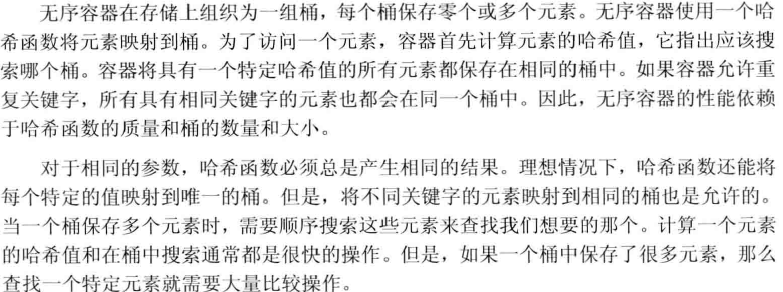 无序容器在存储上组织为一组桶，每个桶保存零个或多个元素。无序容器使用一个哈
希函数将元素映射到桶。为了访问一个元素，容器首先计算元素的哈希值，它指出应该搜
索哪个桶。容器将具有一个特定哈希值的所有元素都保存在相同的桶中。如果容器允许重
复关键字，所有具有相同关键字的元素也都会在同一个桶中。因此，无序容器的性能依赖
于哈希函数的质量和桶的数量和大小。
对于相同的参数，哈希函数必须总是产生相同的结果。理想情况下，哈希函数还能将
每个特定的值映射到唯一的桶。但是，将不同关键字的元素映射到相同的桶也是允许的。
当一个桶保存多个元素时，需要顺序搜索这些元素来查找我们想要的那个。计算一个元素
的哈希值和在桶中搜索通常都是很快的操作。但是，如果一个桶中保存了很多元素，那么
查找一个特定元素就需要大量比较操作。